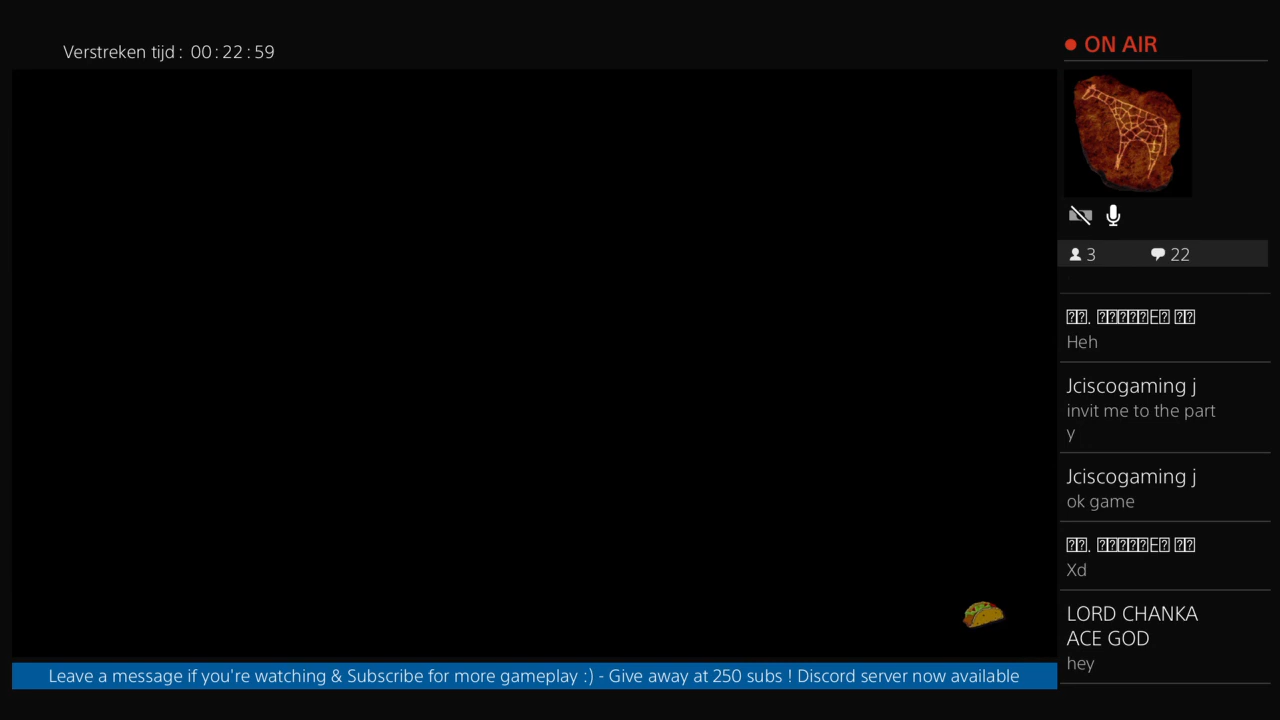 Verstreken tijd : 00 : 22 : 59
ON AIR
3
22
Heh
Jciscogaming j
invit me to the part
y
Jciscogaming j
ok game
Xd
LORD CHANKA
ACE GOD
hey
Leave a message if you're watching & Subscribe for more gameplay :) - Give away at 250 subs ! Discord server now available